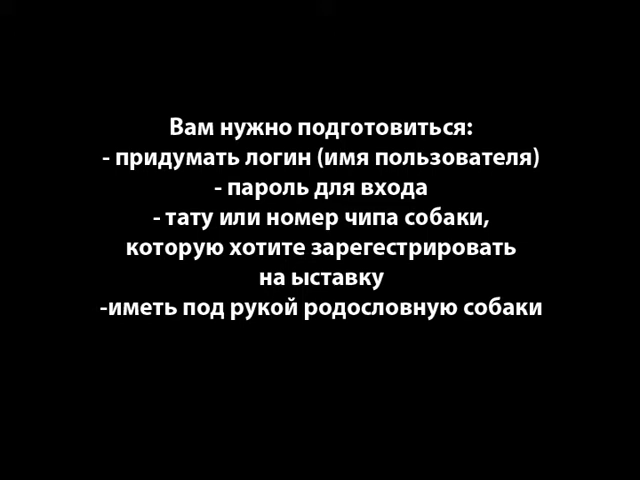 Вам нужно подготовиться:
- придумать логин (имя пользователя)
- пароль для входа
- тату или номер чипа собаки,
которую хотите зарегестрировать
на ыставку
-иметь под рукой родословную собаки